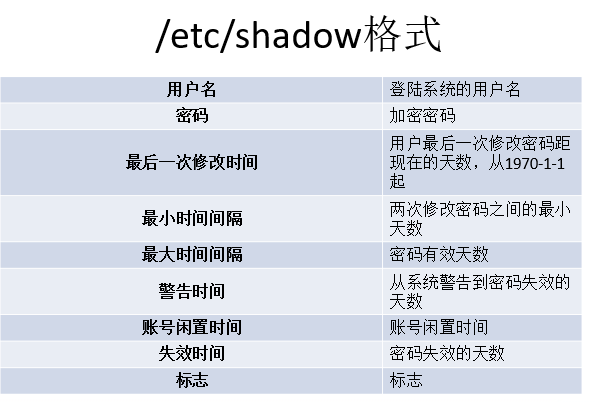 /etc/shadow格式
用户名
登陆系统的用户名
密码
加密密码
最后一次修改时间
用户最后一次修改密码距
现在的天数，从1970-1-1
起
最小时间间隔
两次修改密码之间的最小
天数
最大时间间隔
密码有效天数
警告时间
从系统警告到密码失效的
天数
账号闲置时间
账号闲置时间
失效时间
密码失效的天数
标志
标志